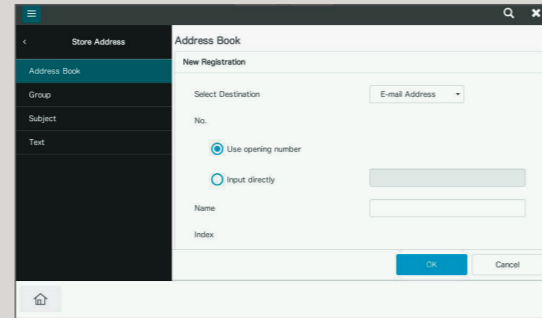 Store Address
Address Book
Group
Subject
Text
Address Book
New Registration
Select Destination
E-mail Address
No.
Use opening number
Input directly
Name
Index
OK
Cancel